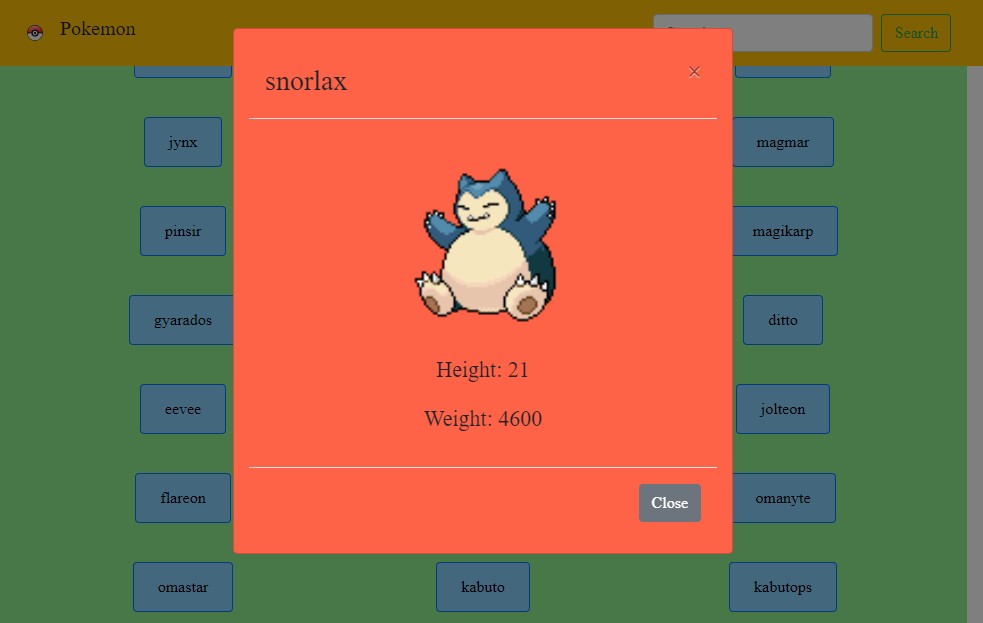 Pokemon
Search
snorlax
×
jynx
magmar
pinsir
magikarp
gyarados
ditto
Height: 21
Weight: 4600
eevee
jolteon
flareon
Close
omanyte
omastar
kabuto
kabutops